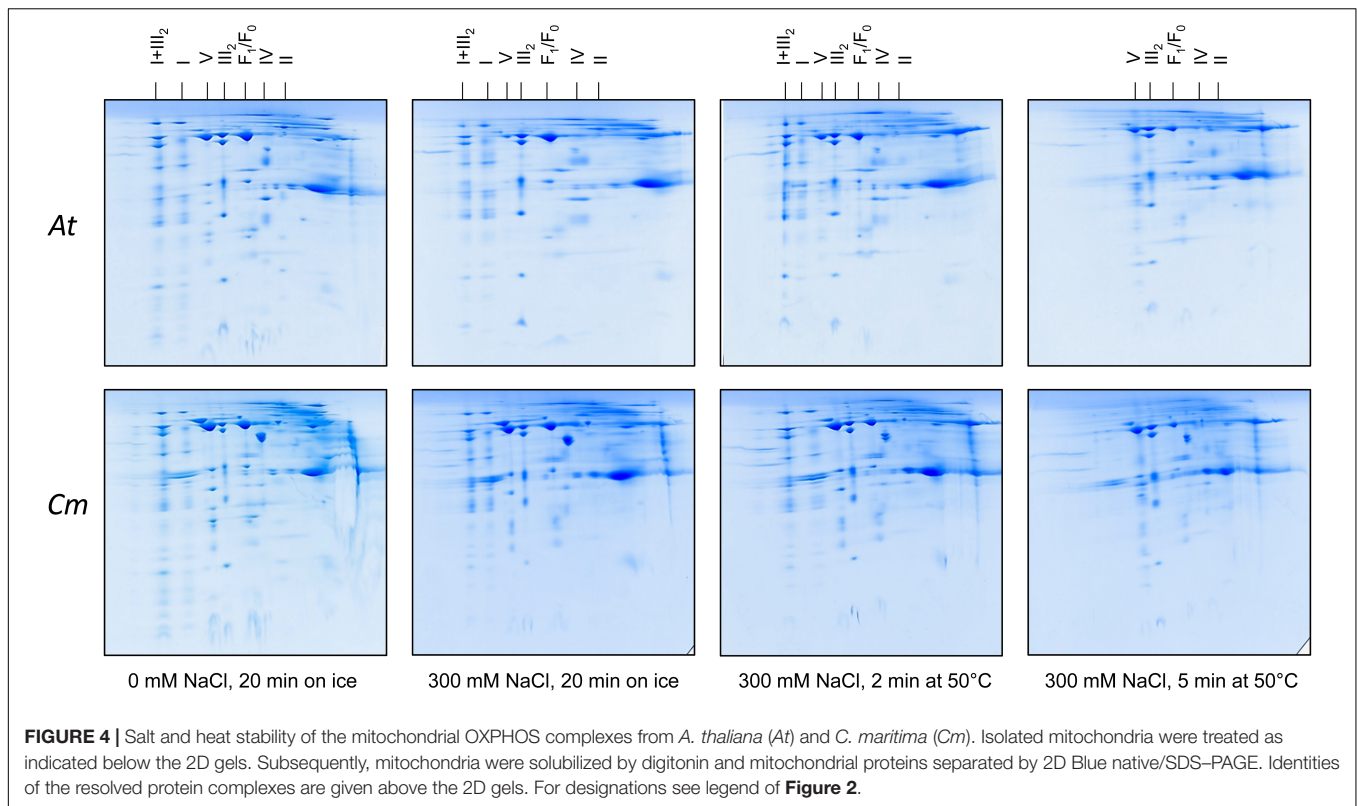 I+III₂ I V III₂ F₁/F₀ IV II
I+III₂ I V III₂ F₁/F₀ IV II
I+III₂ I V III₂ F₁/F₀ IV II
V III₂ F₁/F₀ IV II
At
Cm
0 mM NaCl, 20 min on ice
300 mM NaCl, 20 min on ice
300 mM NaCl, 2 min at 50°C
300 mM NaCl, 5 min at 50°C
FIGURE 4 | Salt and heat stability of the mitochondrial OXPHOS complexes from A. thaliana (At) and C. maritima (Cm). Isolated mitochondria were treated as
indicated below the 2D gels. Subsequently, mitochondria were solubilized by digitonin and mitochondrial proteins separated by 2D Blue native/SDS–PAGE. Identities
of the resolved protein complexes are given above the 2D gels. For designations see legend of Figure 2.